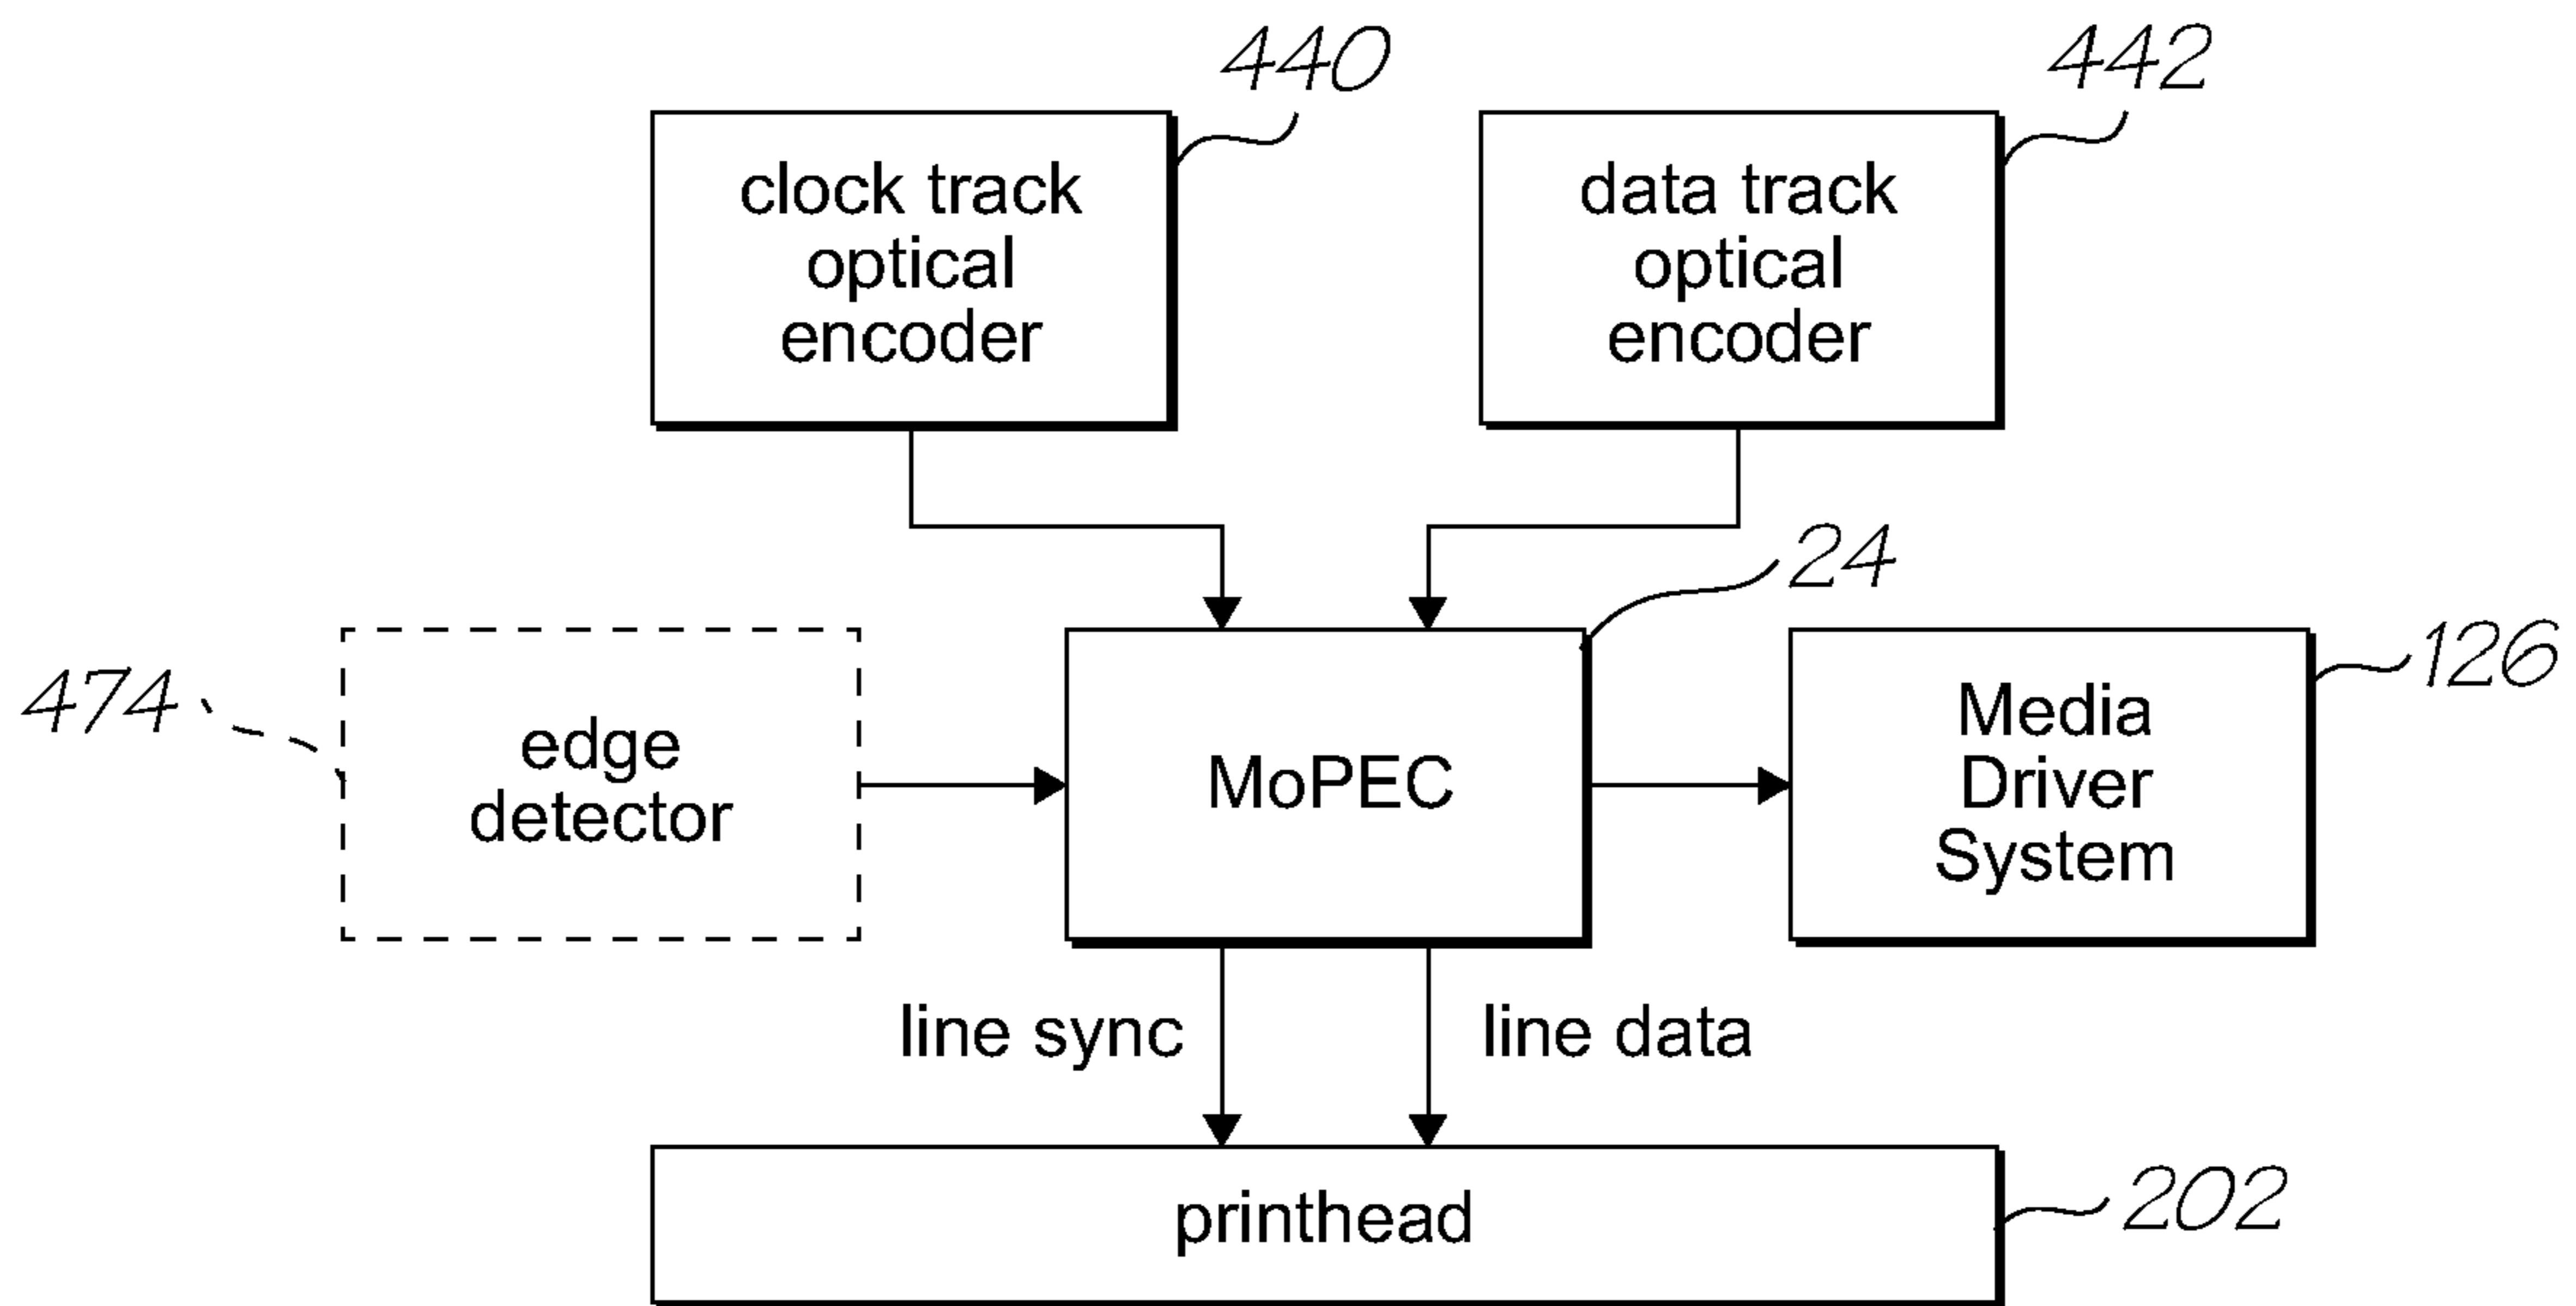 440
442
clock track
optical
encoder
data track
optical
encoder
24
474
edge
detector
MoPEC
Media
Driver
System
126
line sync
line data
printhead
202